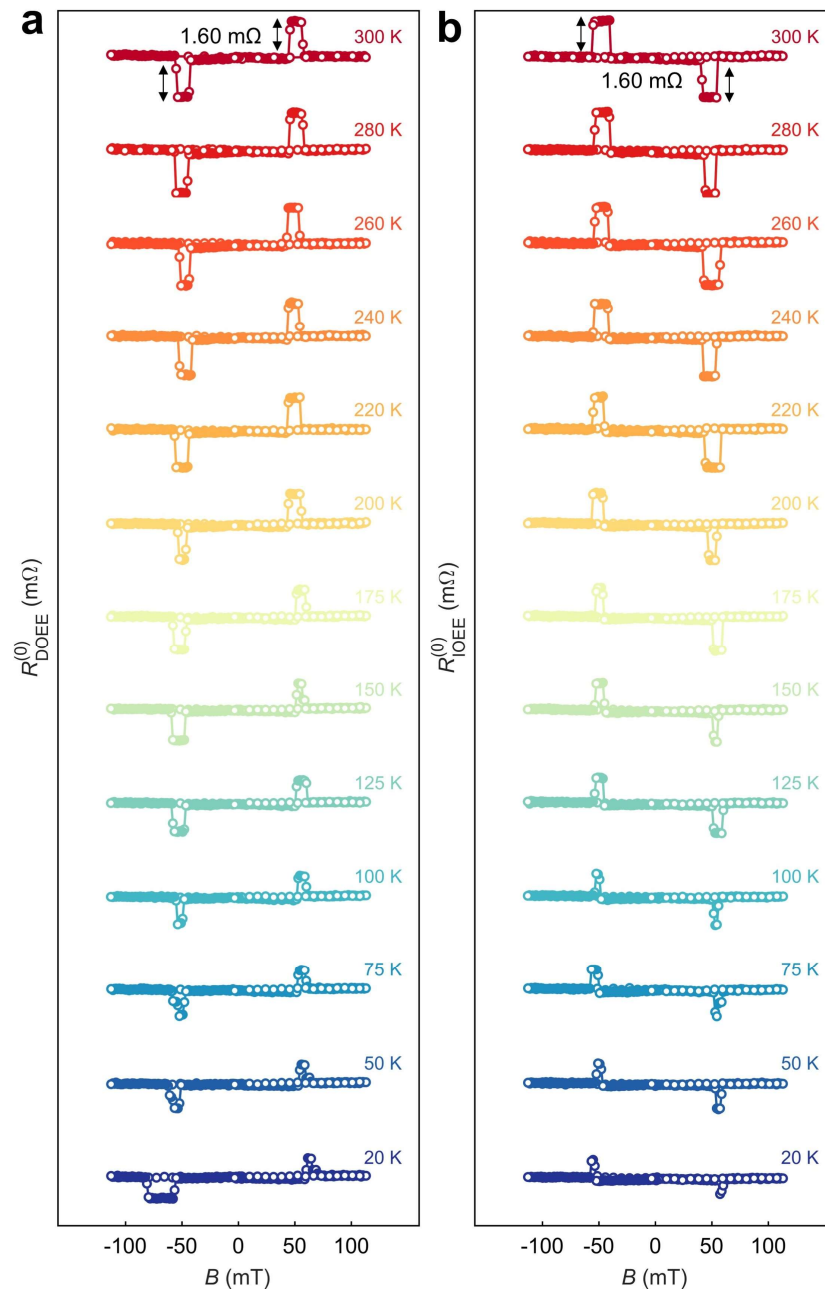 a
1.60 mΩ
300 K
280 K
260 K
240 K
220 K
200 K
175 K
150 K
125 K
100 K
75 K
50 K
20 K
R_DOEE^(0) (mΩ)
-100 -50 0 50 100
B (mT)
b
300 K
1.60 mΩ
280 K
260 K
240 K
220 K
200 K
175 K
150 K
125 K
100 K
75 K
50 K
20 K
R_IOEE^(0) (mΩ)
-100 -50 0 50 100
B (mT)